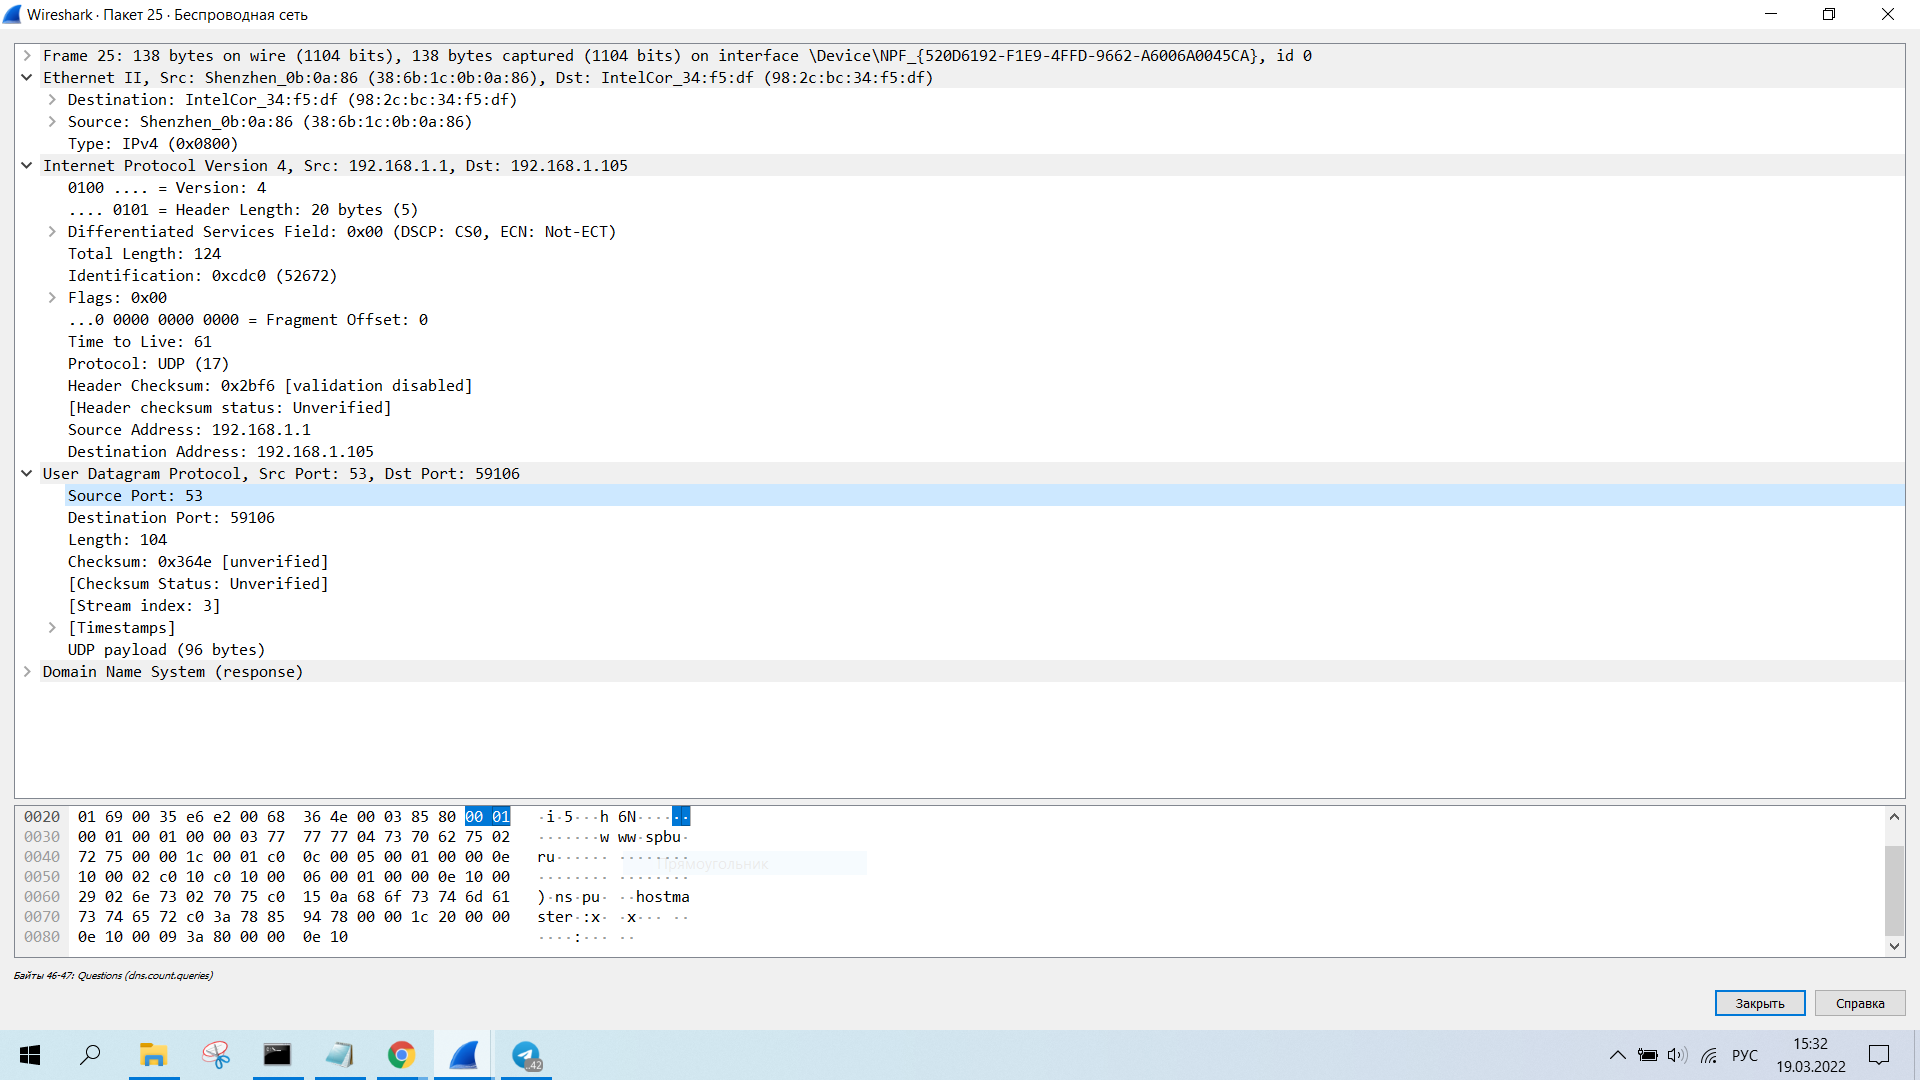 Wireshark · Пакет 25 · Беспроводная сеть
Frame 25: 138 bytes on wire (1104 bits), 138 bytes captured (1104 bits) on interface \Device\NPF_{520D6192-F1E9-4FFD-9662-A6006A0045CA}, id 0
Ethernet II, Src: Shenzhen_0b:0a:86 (38:6b:1c:0b:0a:86), Dst: IntelCor_34:f5:df (98:2c:bc:34:f5:df)
Destination: IntelCor_34:f5:df (98:2c:bc:34:f5:df)
Source: Shenzhen_0b:0a:86 (38:6b:1c:0b:0a:86)
Type: IPv4 (0x0800)
Internet Protocol Version 4, Src: 192.168.1.1, Dst: 192.168.1.105
0100 .... = Version: 4
.... 0101 = Header Length: 20 bytes (5)
Differentiated Services Field: 0x00 (DSCP: CS0, ECN: Not-ECT)
Total Length: 124
Identification: 0xcdc0 (52672)
Flags: 0x00
...0 0000 0000 0000 = Fragment Offset: 0
Time to Live: 61
Protocol: UDP (17)
Header Checksum: 0x2bf6 [validation disabled]
[Header checksum status: Unverified]
Source Address: 192.168.1.1
Destination Address: 192.168.1.105
User Datagram Protocol, Src Port: 53, Dst Port: 59106
Source Port: 53
Destination Port: 59106
Length: 104
Checksum: 0x364e [unverified]
[Checksum Status: Unverified]
[Stream index: 3]
[Timestamps]
UDP payload (96 bytes)
Domain Name System (response)
0020 01 69 00 35 e6 e2 00 68 36 4e 00 03 85 80 00 01 ·i·5···h 6N······
0030 00 01 00 01 00 00 03 77 77 77 04 73 70 62 75 02 ·······w ww·spbu·
0040 72 75 00 00 1c 00 01 c0 0c 00 05 00 01 00 00 0e ru······ ········
0050 10 00 02 c0 10 c0 10 00 06 00 01 00 00 0e 10 00 ········ ········
0060 29 02 6e 73 02 70 75 c0 15 0a 68 6f 73 74 6d 61 )·ns·pu· ··hostma
0070 73 74 65 72 c0 3a 78 85 94 78 00 00 1c 20 00 00 ster·:x· ·x··· ··
0080 0e 10 00 09 3a 80 00 00 0e 10 ····:··· ··
Прямоугольник
Байты 46-47: Questions (dns.count.queries)
Закрыть
Справка
42
РУС
15:32
19.03.2022